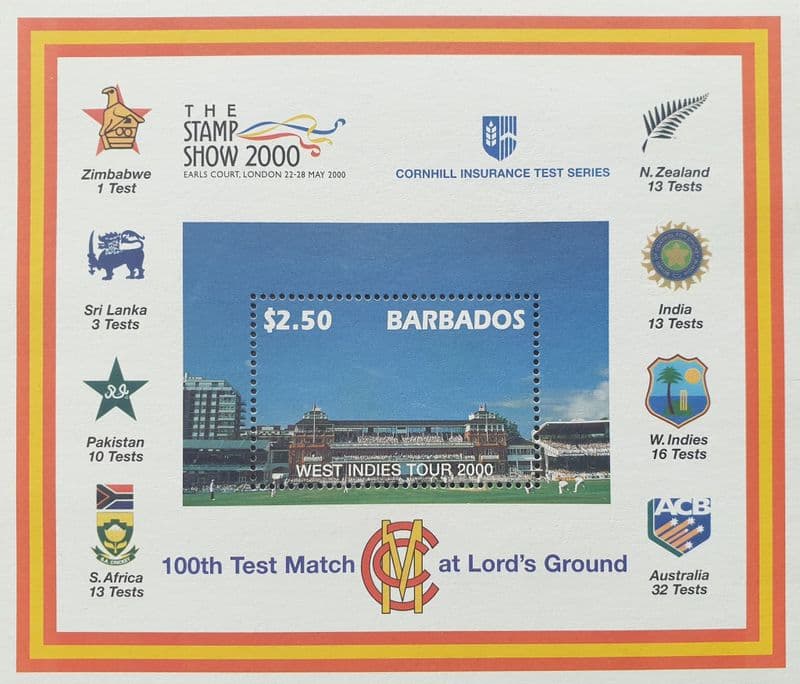 THE
STAMP
SHOW 2000
EARLS COURT, LONDON 22-28 MAY 2000
CORNHILL INSURANCE TEST SERIES
Zimbabwe
1 Test
N. Zealand
13 Tests
Sri Lanka
3 Tests
India
13 Tests
$2.50 BARBADOS
WEST INDIES TOUR 2000
Pakistan
10 Tests
W. Indies
16 Tests
S.A. CRICKET
S. Africa
13 Tests
ACB
Australia
32 Tests
100th Test Match MCC at Lord's Ground